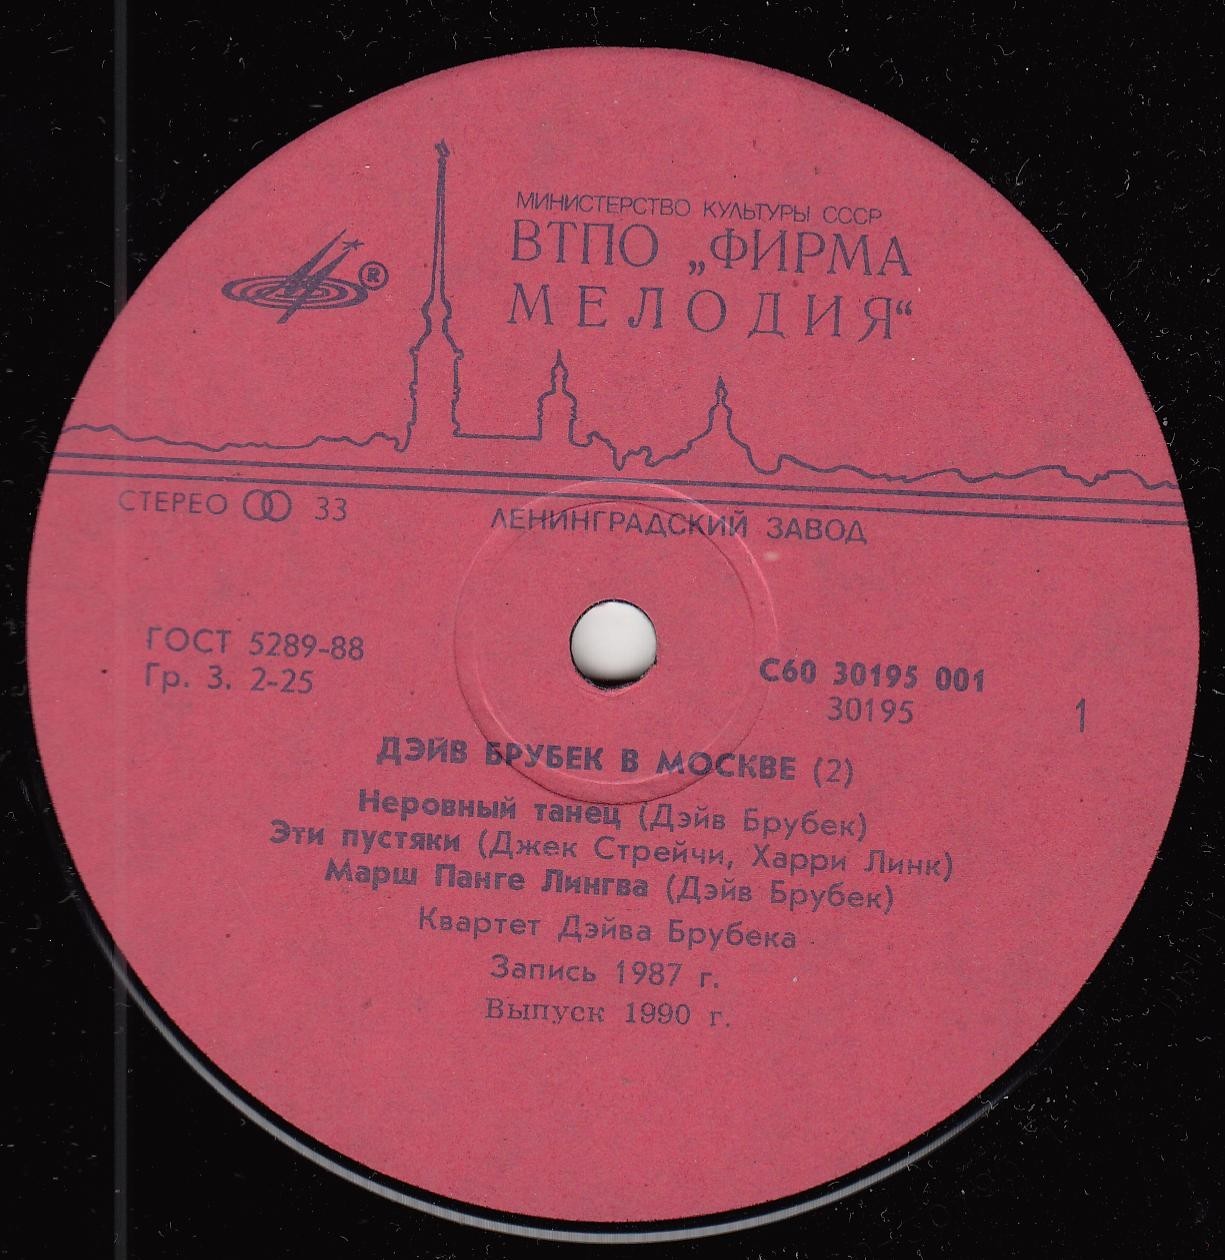 МИНИСТЕРСТВО КУЛЬТУРЫ СССР
ВТПО „ФИРМА
МЕЛОДИЯ“
®
СТЕРЕО 33
ЛЕНИНГРАДСКИЙ ЗАВОД
ГОСТ 5289-88
Гр. 3. 2-25
С60 30195 001
30195
1
ДЭЙВ БРУБЕК В МОСКВЕ (2)
Неровный танец (Дэйв Брубек)
Эти пустяки (Джек Стрейчи, Харри Линк)
Марш Панге Лингва (Дэйв Брубек)
Квартет Дэйва Брубека
Запись 1987 г.
Выпуск 1990 г.